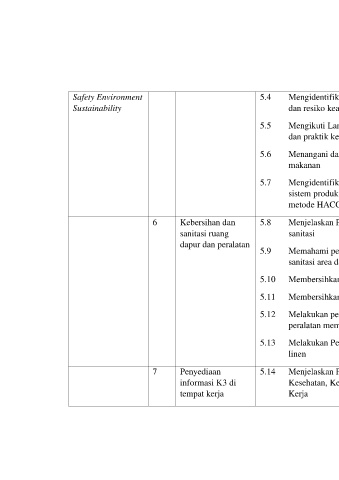 Safety Environment
Sustainability
5.4 Mengidentifik
dan resiko kea
5.5 Mengikuti La
dan praktik ke
5.6 Menangani da
makanan
5.7 Mengidentifik
sistem produk
metode HACC
6 Kebersihan dan
sanitasi ruang
dapur dan peralatan
5.8 Menjelaskan
sanitasi
5.9 Memahami pe
sanitasi area d
5.10 Membersihkan
5.11 Membersihkan
5.12 Melakukan pe
peralatan mem
5.13 Melakukan Pe
linen
7 Penyediaan
informasi K3 di
tempat kerja
5.14 Menjelaskan
Kesehatan, Ke
Kerja